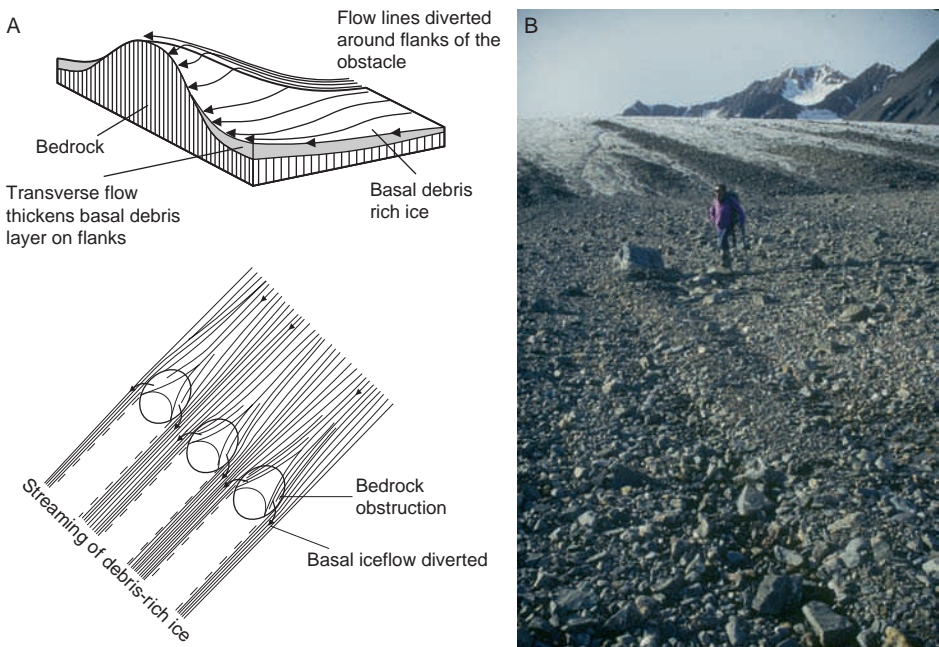 A
Flow lines diverted
around flanks of the
obstacle
Bedrock
Transverse flow
thickens basal debris
layer on flanks
Basal debris
rich ice
Bedrock
obstruction
Basal iceflow diverted
Streaming of debris-rich ice
B